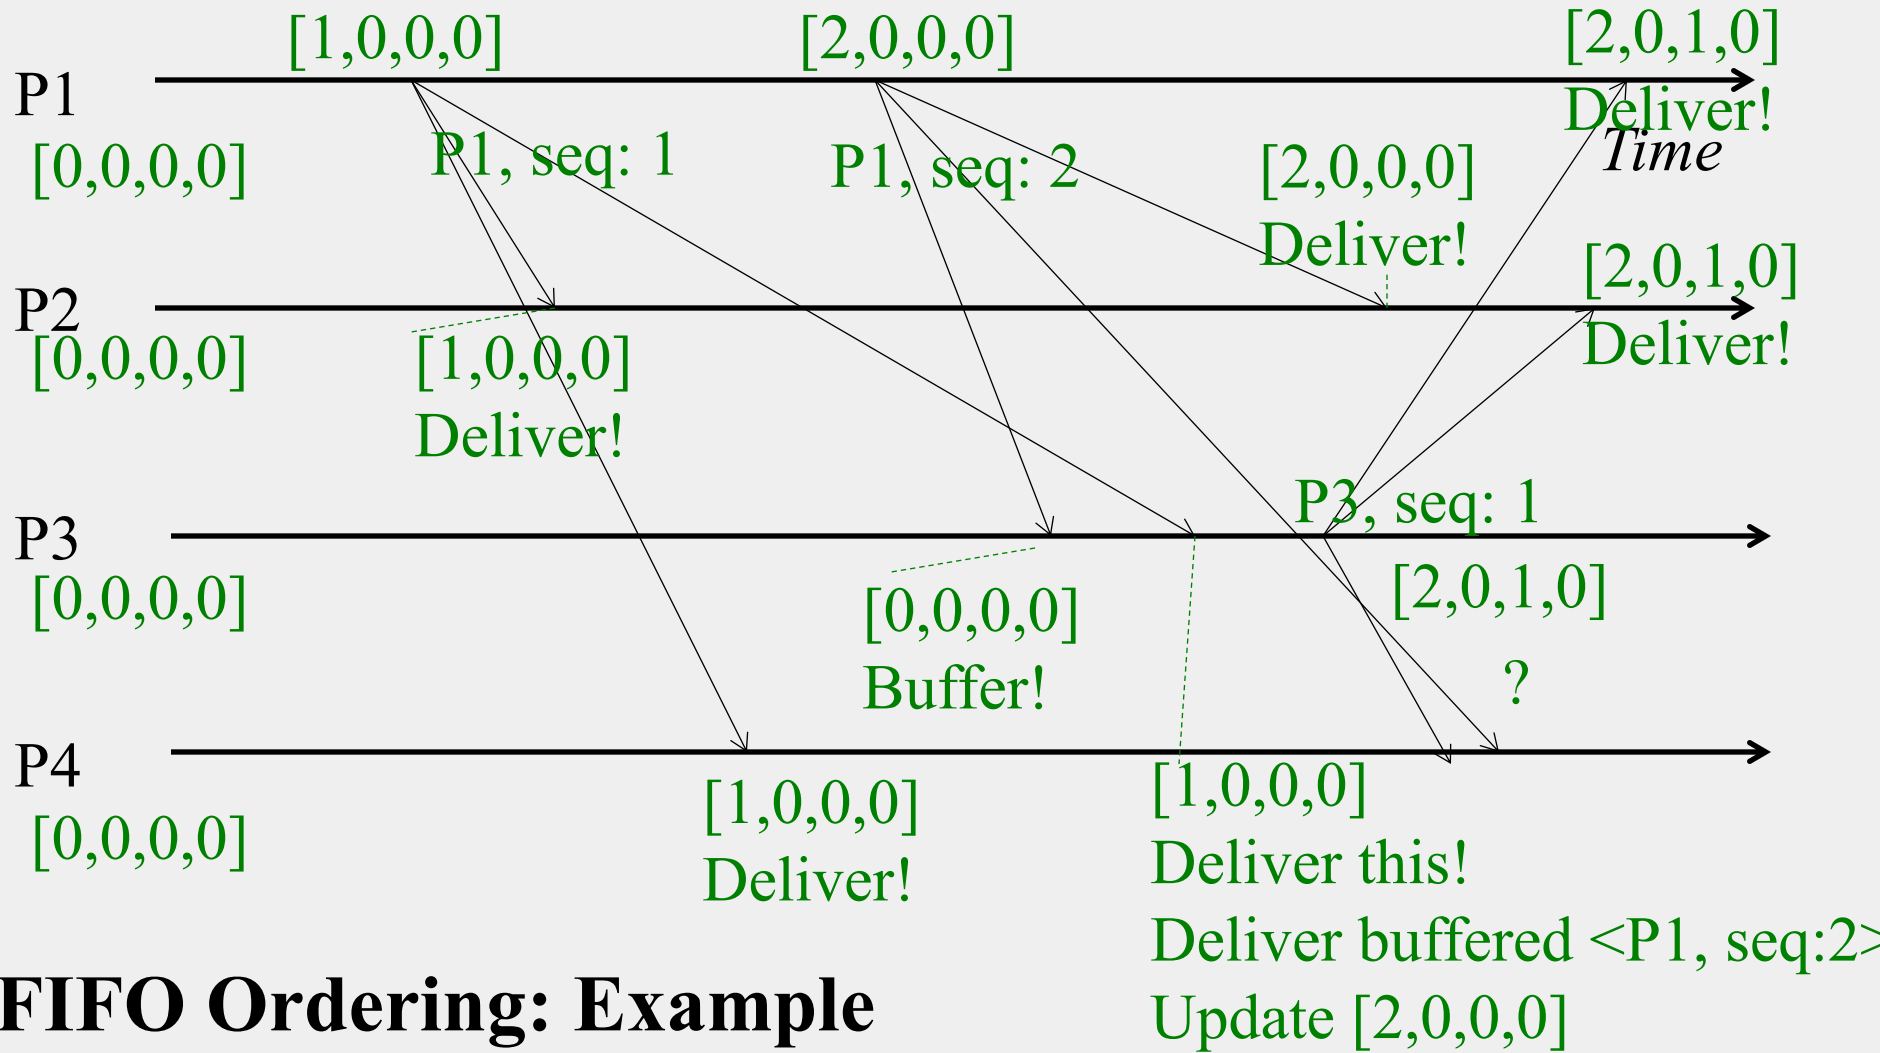 [1,0,0,0]
[2,0,0,0]
[2,0,1,0]
P1
Deliver!
Time
[0,0,0,0]
P1, seq: 1
P1, seq: 2
[2,0,0,0]
Deliver!
[2,0,1,0]
Deliver!
P2
[0,0,0,0]
[1,0,0,0]
Deliver!
P3, seq: 1
P3
[0,0,0,0]
[2,0,1,0]
[0,0,0,0]
Buffer!
?
P4
[0,0,0,0]
[1,0,0,0]
Deliver!
[1,0,0,0]
Deliver this!
Deliver buffered <P1, seq:2>
Update [2,0,0,0]
FIFO Ordering: Example